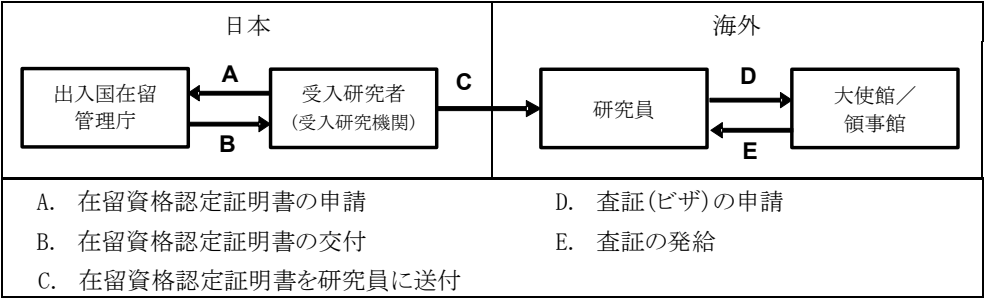 日本
海外
出入国在留
管理庁
A
B
受入研究者
(受入研究機関)
C
研究員
D
E
大使館／
領事館
A. 在留資格認定証明書の申請
B. 在留資格認定証明書の交付
C. 在留資格認定証明書を研究員に送付
D. 査証(ビザ)の申請
E. 査証の発給